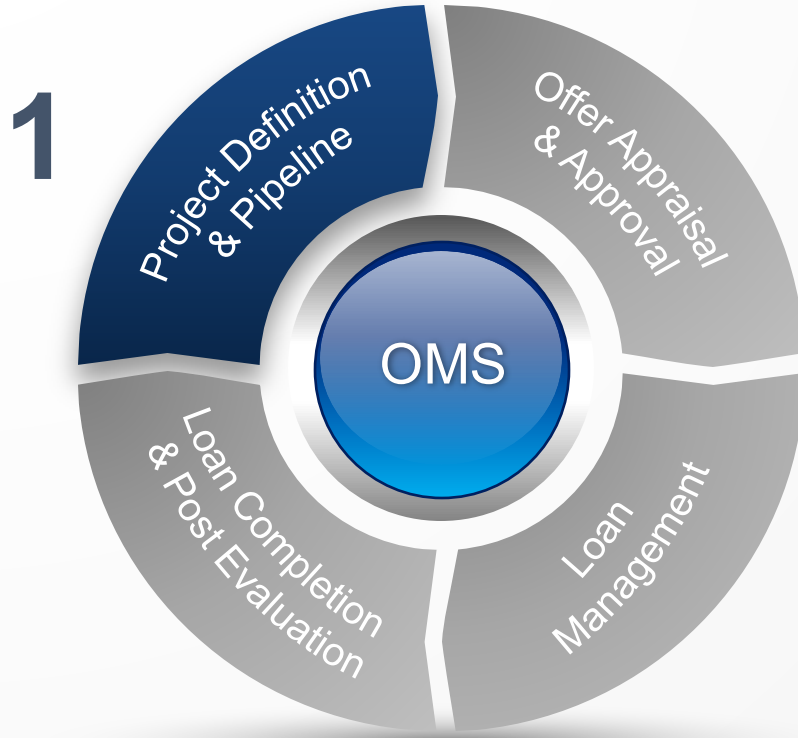 1
Project Definition
& Pipeline
Offer Appraisal
& Approval
OMS
Loan Completion
& Post Evaluation
Loan
Management